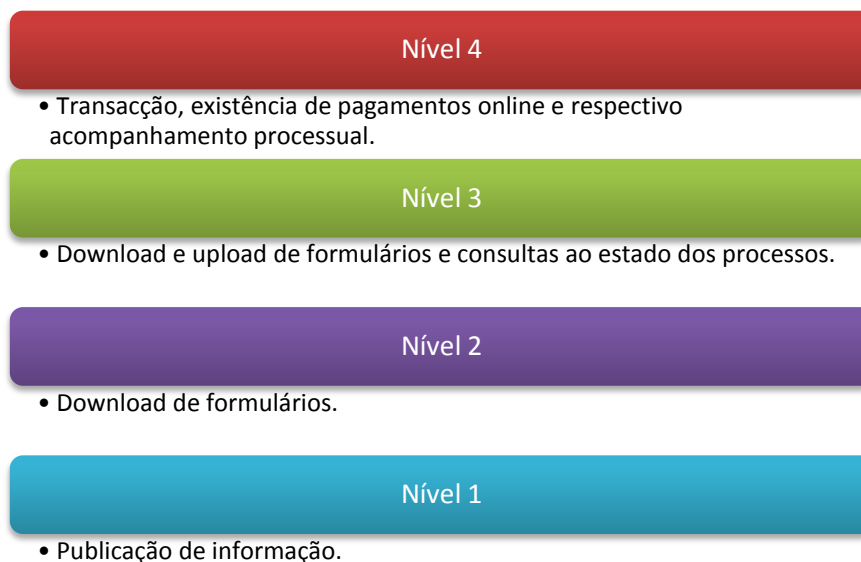 Nível 4
• Transacção, existência de pagamentos online e respectivo
acompanhamento processual.
Nível 3
• Download e upload de formulários e consultas ao estado dos processos.
Nível 2
• Download de formulários.
Nível 1
• Publicação de informação.